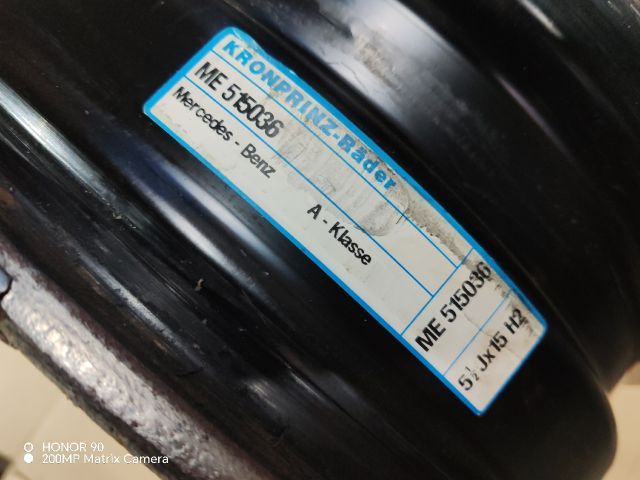 KRONPRINZ-Räder
ME 515036
Mercedes - Benz
A - Klasse
ME 515036
5½Jx15 H2
HONOR 90
200MP Matrix Camera